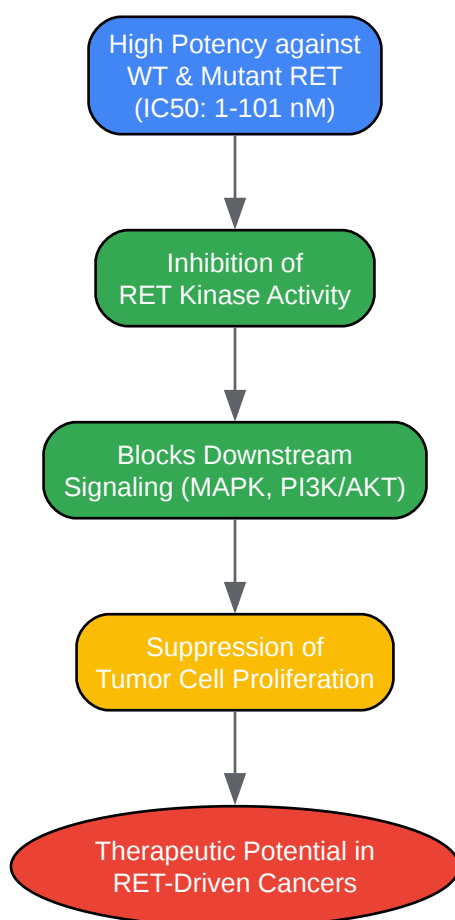 High Potency against
WT & Mutant RET
(IC50: 1-101 nM)
Inhibition of
RET Kinase Activity
Blocks Downstream
Signaling (MAPK, PI3K/AKT)
Suppression of
Tumor Cell Proliferation
Therapeutic Potential in
RET-Driven Cancers